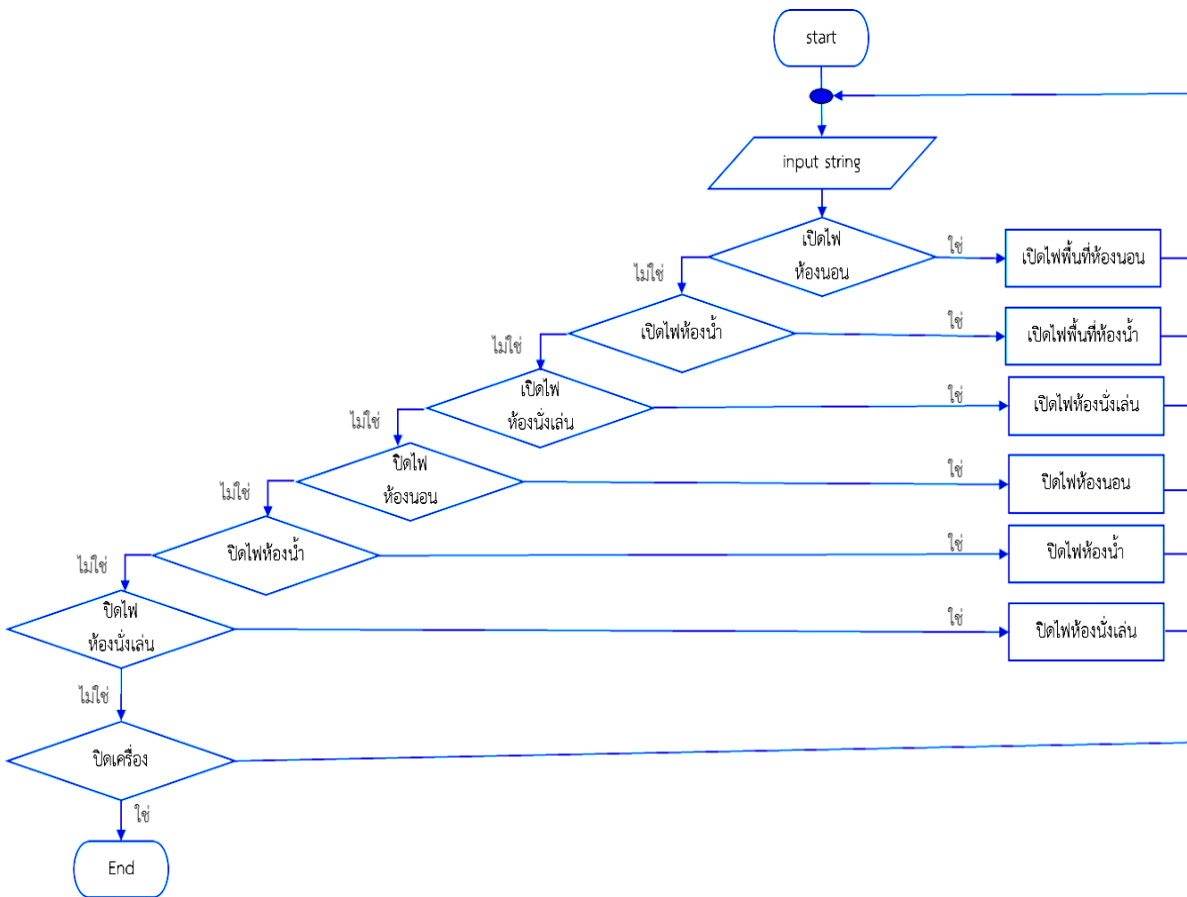 start
input string
เปิดไฟ
ห้องนอน
ใช่
เปิดไฟพื้นที่ห้องนอน
ไม่ใช่
เปิดไฟห้องน้ำ
ใช่
เปิดไฟพื้นที่ห้องน้ำ
ไม่ใช่
เปิดไฟ
ห้องนั่งเล่น
ใช่
เปิดไฟห้องนั่งเล่น
ไม่ใช่
ปิดไฟ
ห้องนอน
ใช่
ปิดไฟห้องนอน
ไม่ใช่
ปิดไฟห้องน้ำ
ใช่
ปิดไฟห้องน้ำ
ไม่ใช่
ปิดไฟ
ห้องนั่งเล่น
ใช่
ปิดไฟห้องนั่งเล่น
ไม่ใช่
ปิดเครื่อง
ใช่
End